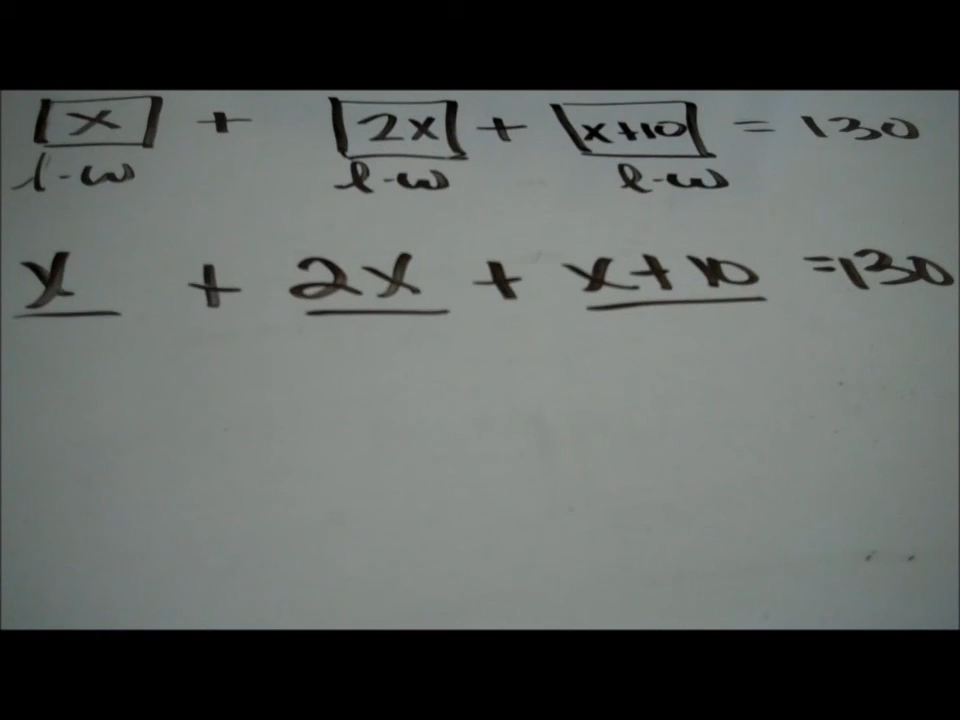 x + 2x + x+10 = 130
l-w l-w l-w
x + 2x + x+10 =130